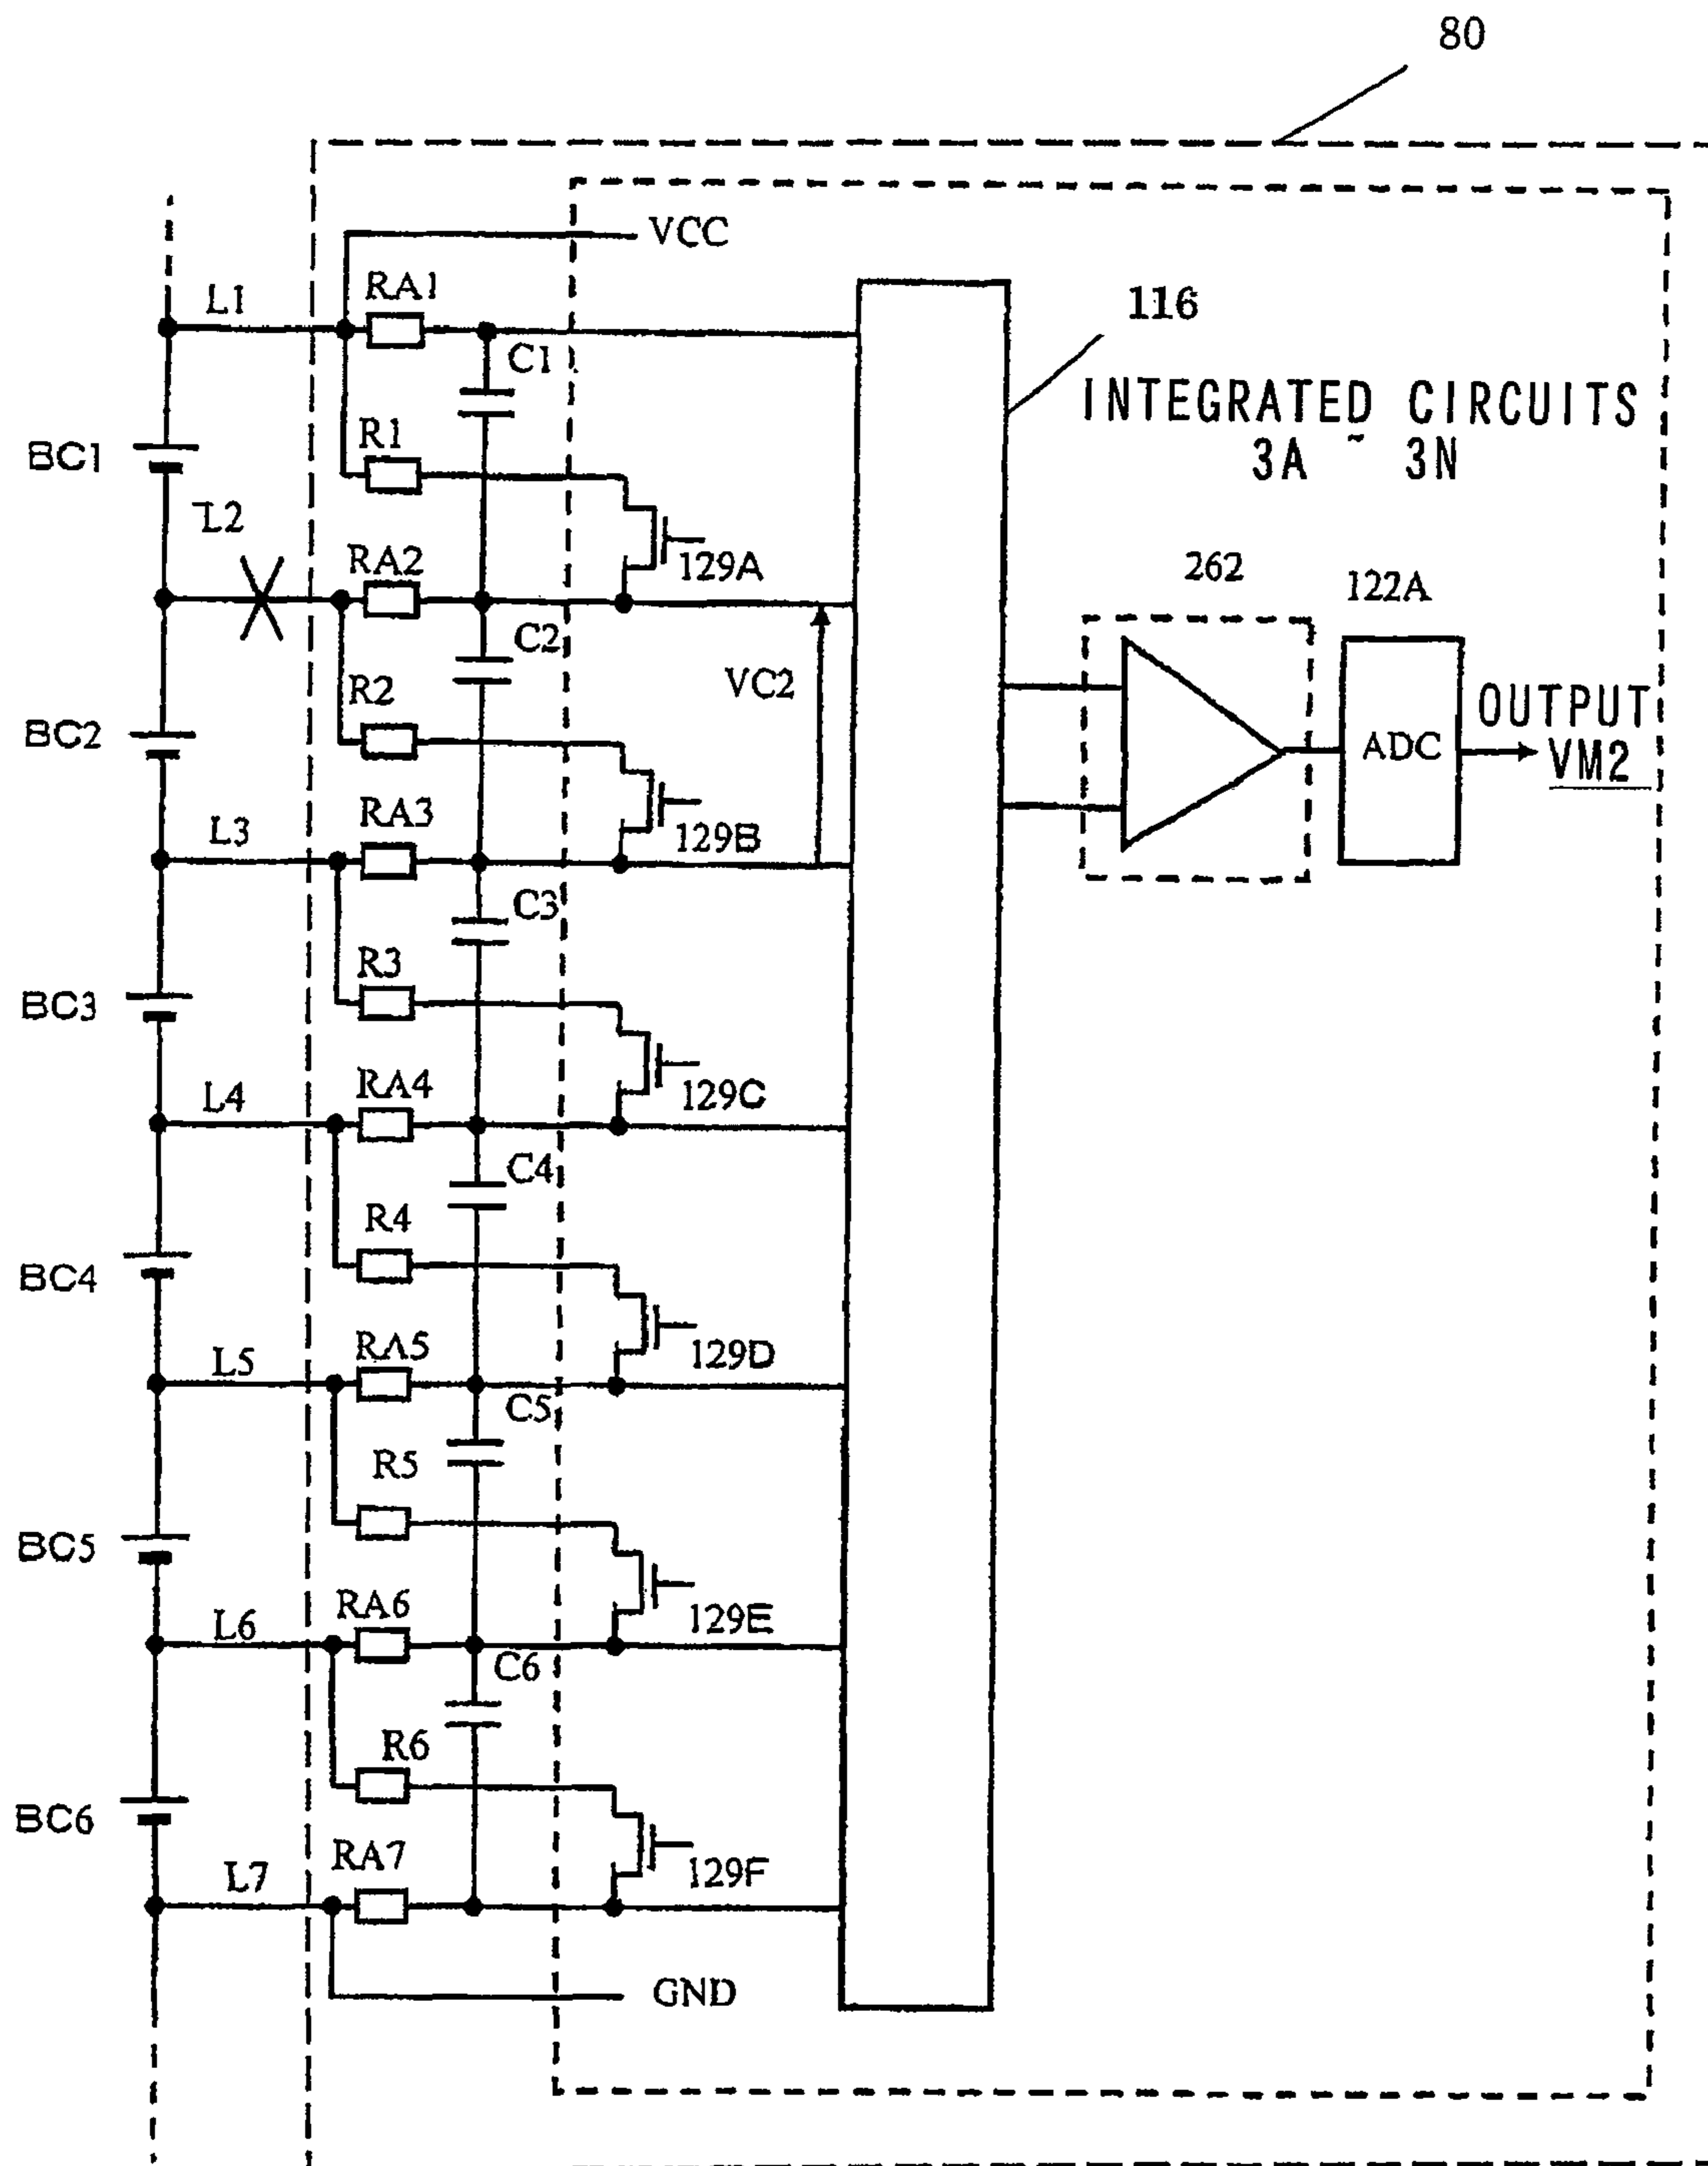 80
VCC
L1
RA1
C1
116
INTEGRATED CIRCUITS
3A ~ 3N
R1
BC1
L2
RA2
129A
262
122A
C2
VC2
R2
BC2
OUTPUT
VM2
ADC
L3
RA3
129B
C3
R3
BC3
L4
RA4
129C
C4
R4
BC4
L5
RA5
129D
C5
R5
BC5
L6
RA6
129E
C6
R6
BC6
L7
RA7
129F
GND